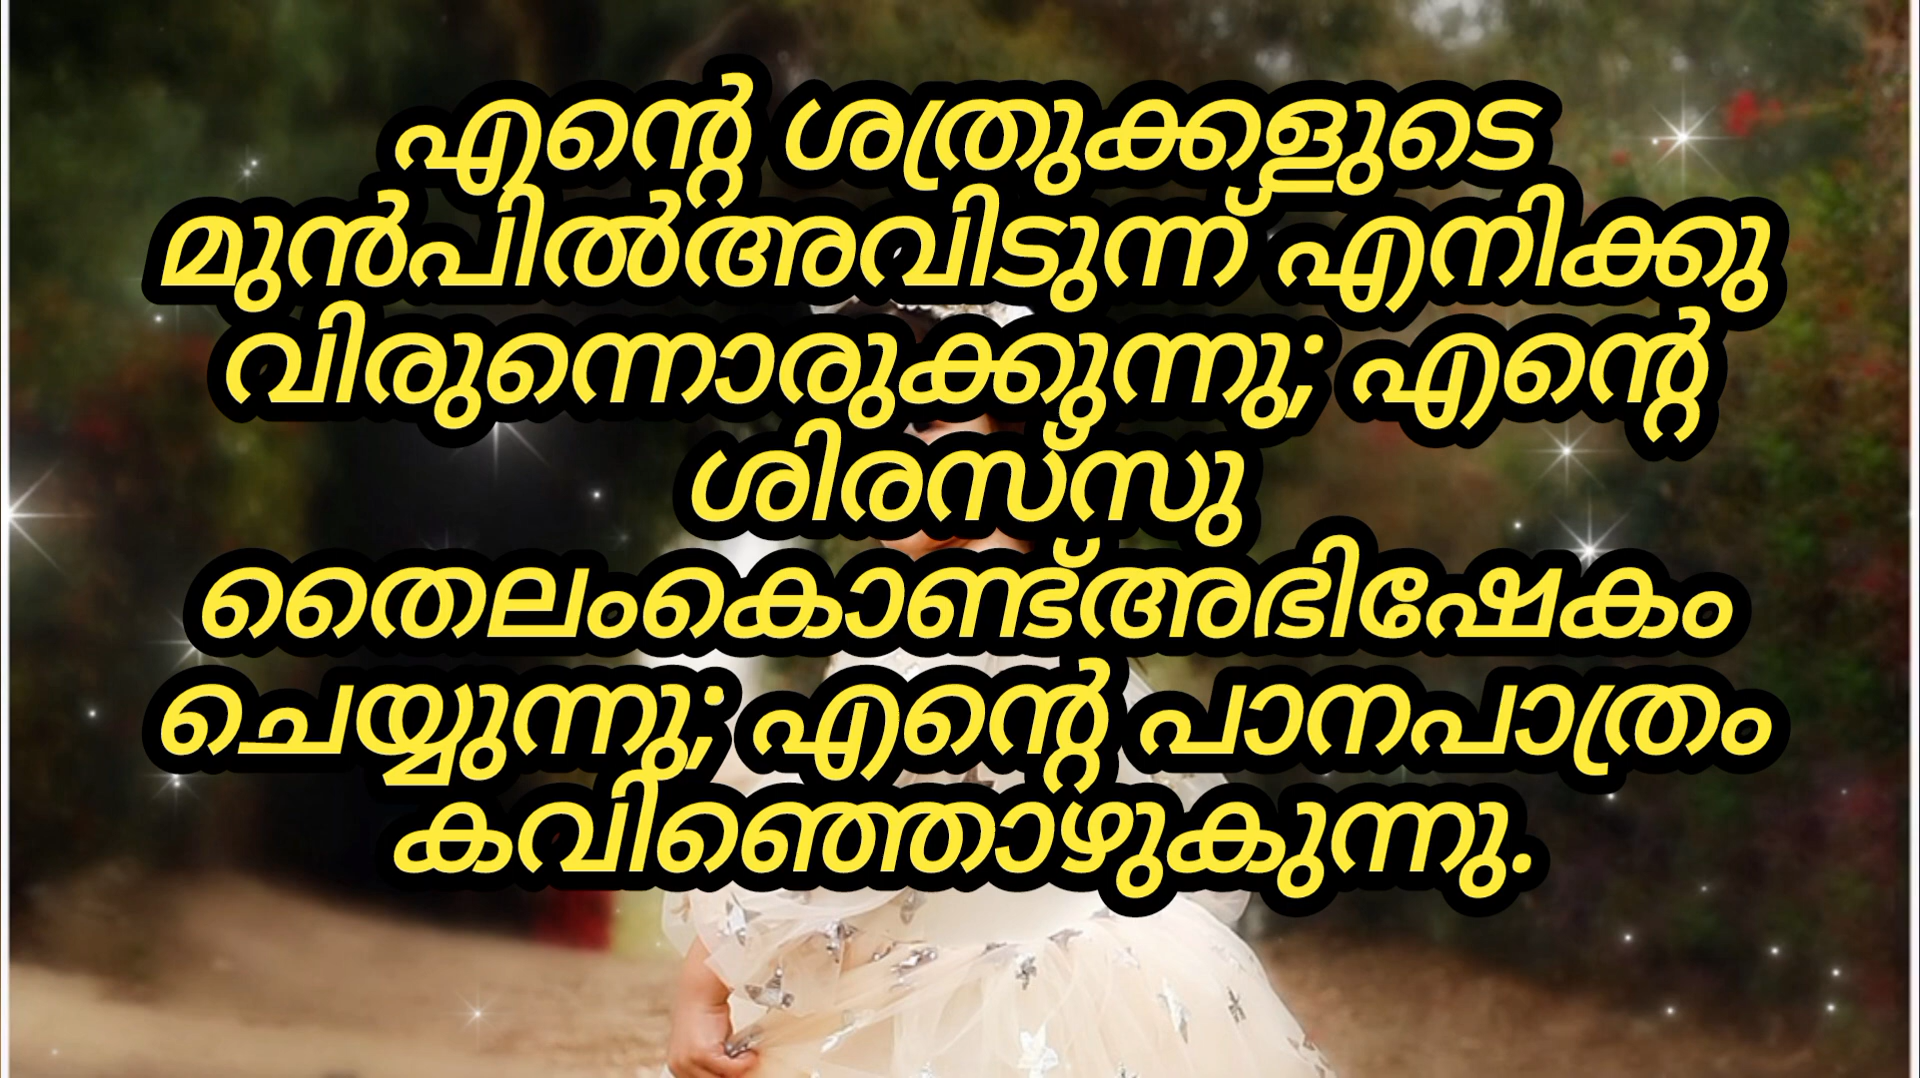 എന്റെ ശത്രുക്കളുടെ
മുൻപിൽഅവിടുന്ന് എനിക്കു
വിരുന്നൊരുക്കുന്നു; എന്റെ
ശിരസ്സു
തൈലംകൊണ്ട്അഭിഷേകം
ചെയ്യുന്നു; എന്റെ പാനപാത്രം
കവിഞ്ഞൊഴുകുന്നു.